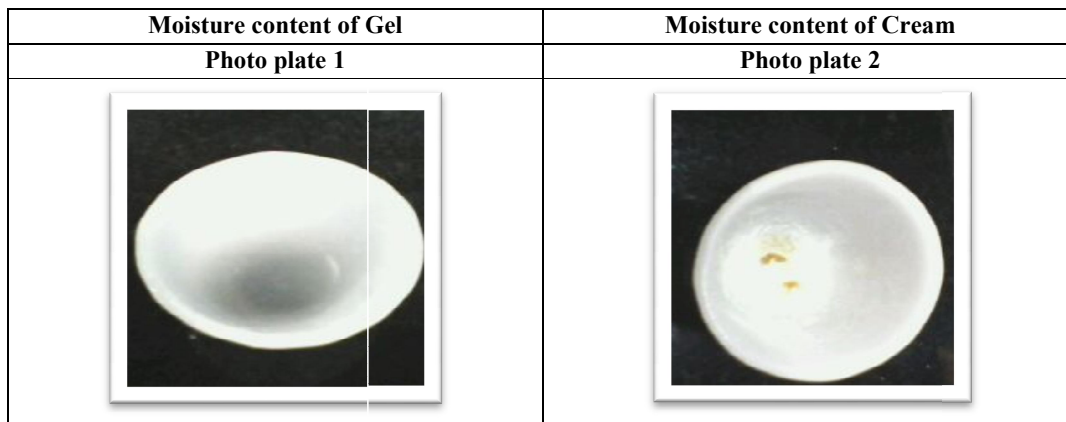 Moisture content of Gel
Moisture content of Cream
Photo plate 1
Photo plate 2